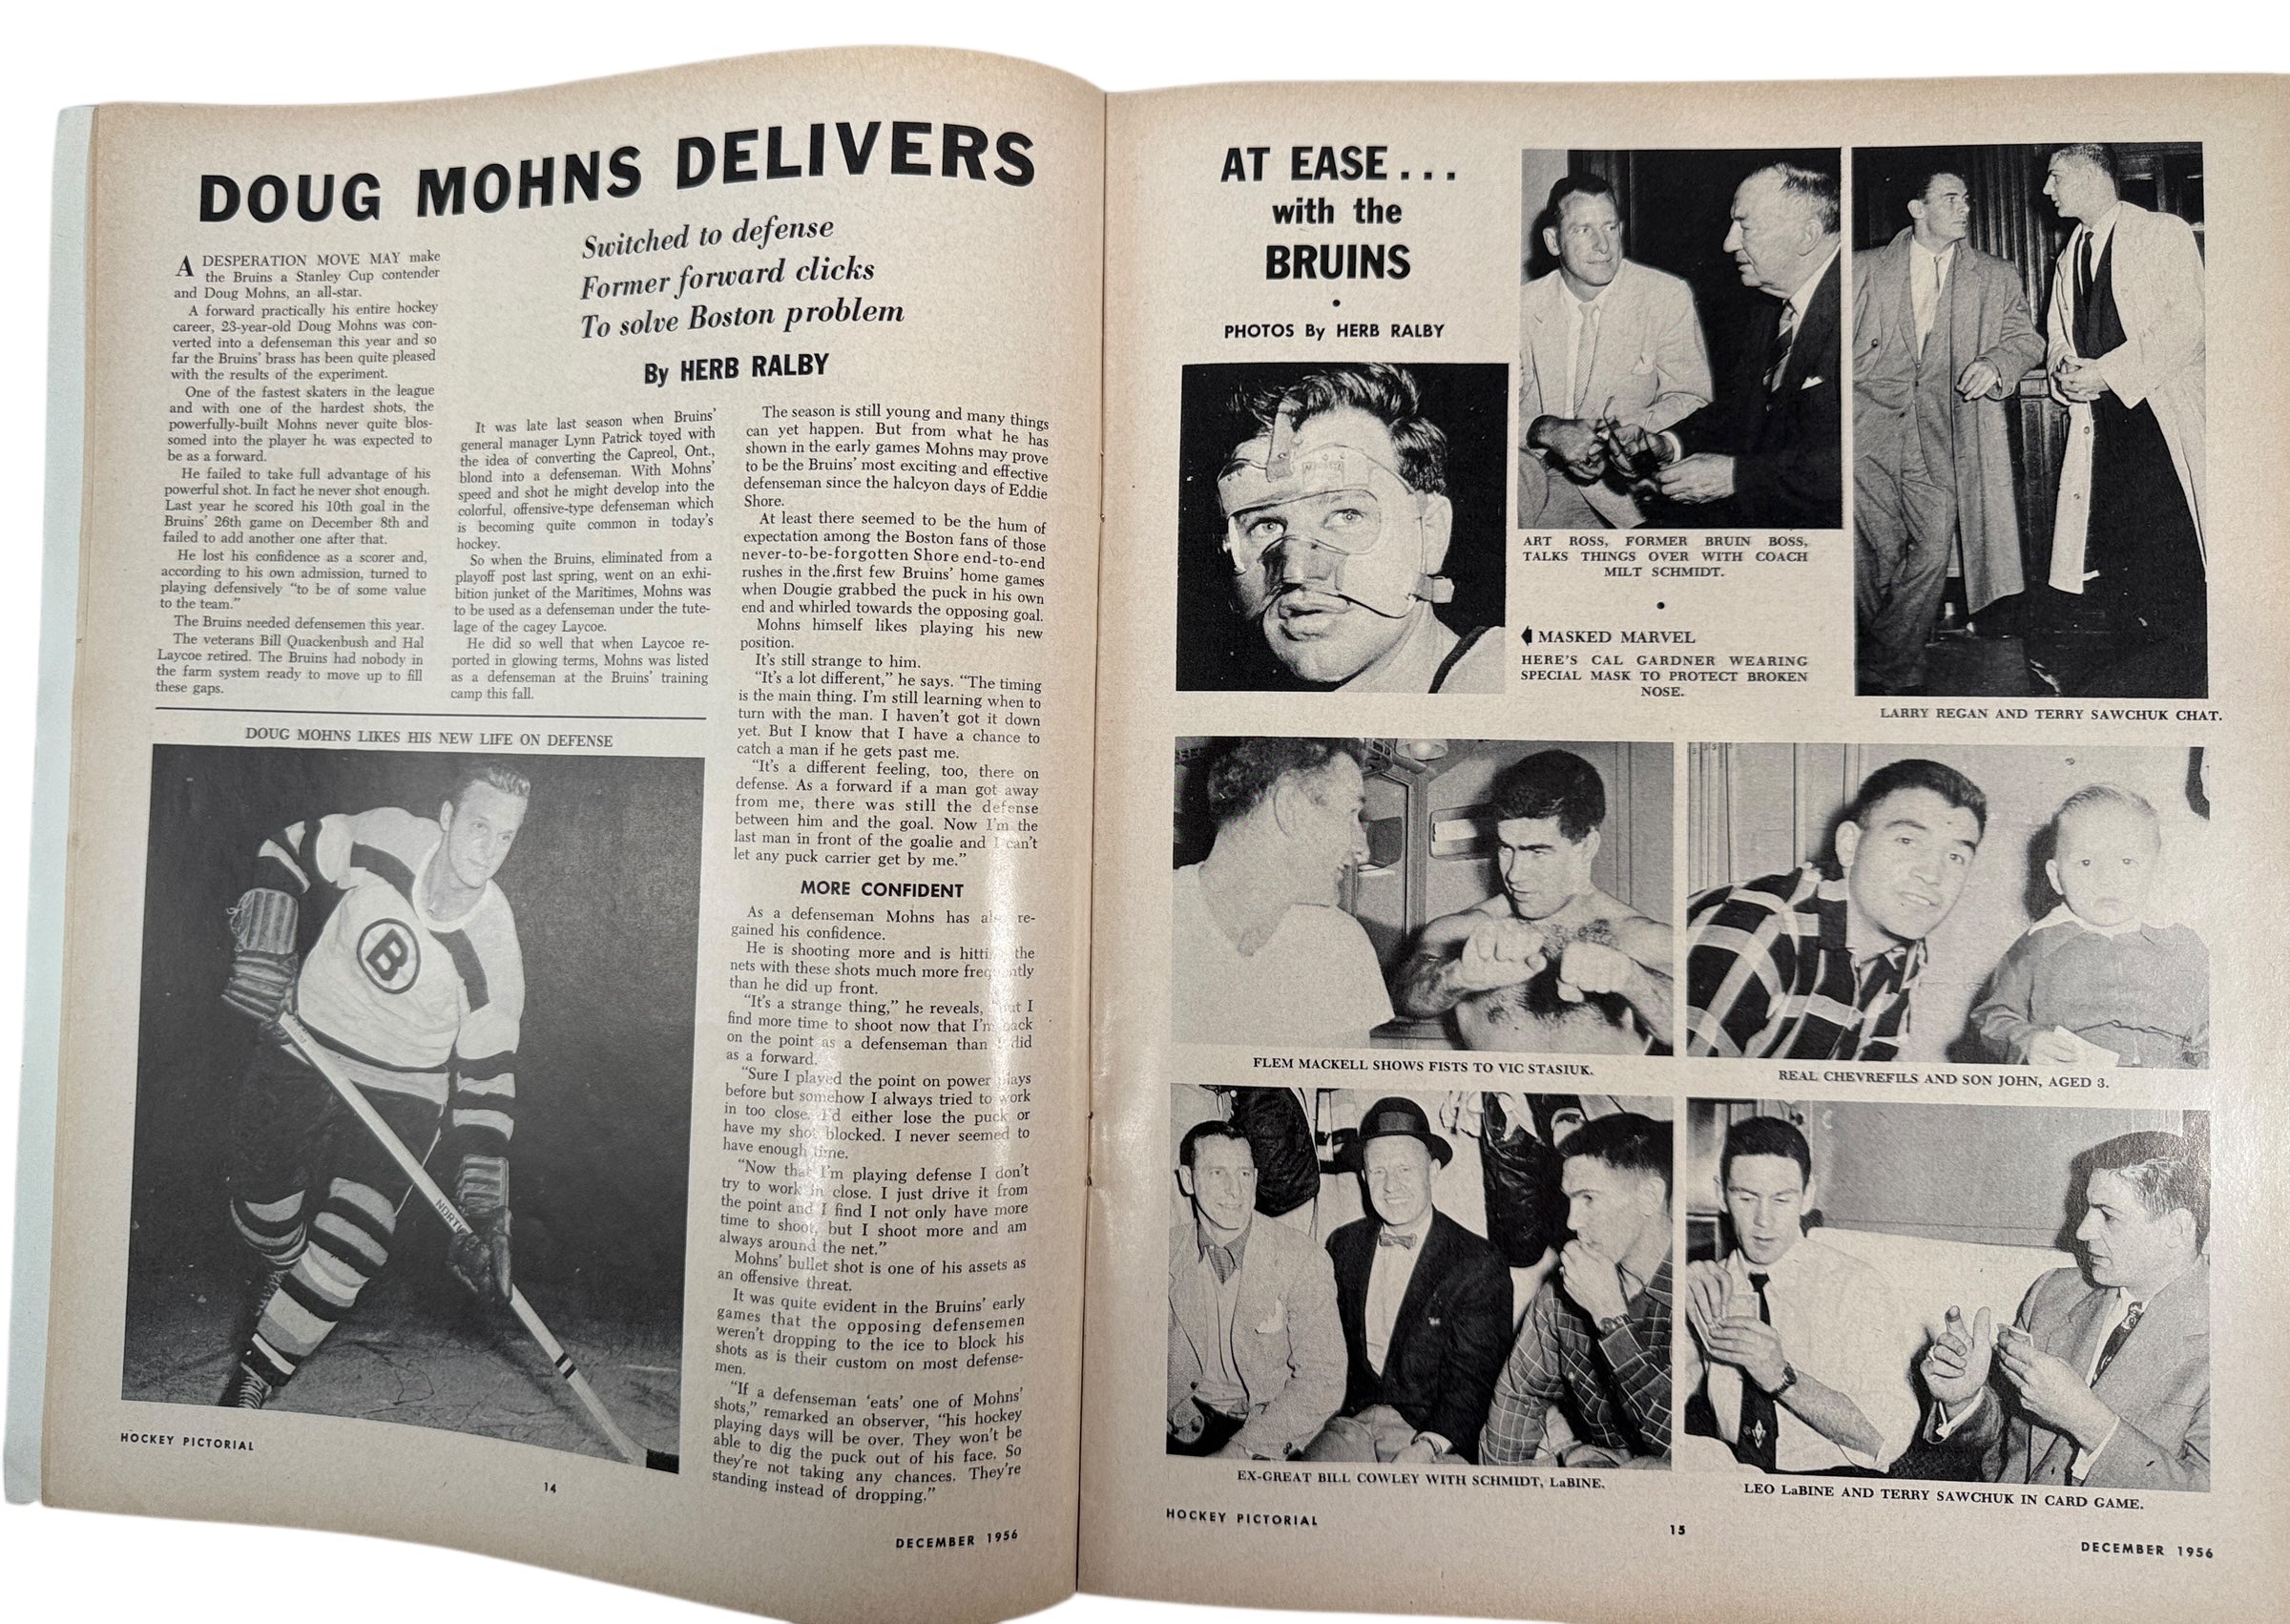 DOUG MOHNS DELIVERS
Switched to defense
Former forward clicks
To solve Boston problem
By HERB RALBY
A DESPERATION MOVE MAY make
the Bruins a Stanley Cup contender
and Doug Mohns, an all-star.
A forward practically his entire hockey
career, 23-year-old Doug Mohns was con-
verted into a defenseman this year and so
far the Bruins' brass has been quite pleased
with the results of the experiment.
One of the fastest skaters in the league
and with one of the hardest shots, the
powerfully-built Mohns never quite blos-
somed into the player he was expected to
be as a forward.
He failed to take full advantage of his
powerful shot. In fact he never shot enough.
Last year he scored his 10th goal in the
Bruins' 26th game on December 8th and
failed to add another one after that.
He lost his confidence as a scorer and,
according to his own admission, turned to
playing defensively "to be of some value
to the team."
The Bruins needed defensemen this year.
The veterans Bill Quackenbush and Hal
Laycoe retired. The Bruins had nobody in
the farm system ready to move up to fill
these gaps.
It was late last season when Bruins'
general manager Lynn Patrick toyed with
the idea of converting the Capreol, Ont.,
blond into a defenseman. With Mohns'
speed and shot he might develop into the
colorful, offensive-type defenseman which
is becoming quite common in today's
hockey.
So when the Bruins, eliminated from a
playoff post last spring, went on an exhi-
bition junket of the Maritimes, Mohns was
to be used as a defenseman under the tute-
lage of the cagey Laycoe.
He did so well that when Laycoe re-
ported in glowing terms, Mohns was listed
as a defenseman at the Bruins' training
camp this fall.
The season is still young and many things
can yet happen. But from what he has
shown in the early games Mohns may prove
to be the Bruins' most exciting and effective
defenseman since the halcyon days of Eddie
Shore.
At least there seemed to be the hum of
expectation among the Boston fans of those
never-to-be-forgotten Shore end-to-end
rushes in the first few Bruins' home games
when Dougie grabbed the puck in his own
end and whirled towards the opposing goal.
Mohns himself likes playing his new
position.
It's still strange to him.
"It's a lot different," he says. "The timing
is the main thing. I'm still learning when to
turn with the man. I haven't got it down
yet. But I know that I have a chance to
catch a man if he gets past me.
"It's a different feeling, too, there on
defense. As a forward if a man got away
from me, there was still the defense
between him and the goal. Now I'm the
last man in front of the goalie and I can't
let any puck carrier get by me."
MORE CONFIDENT
As a defenseman Mohns has also re-
gained his confidence.
He is shooting more and is hitting the
nets with these shots much more frequently
than he did up front.
"It's a strange thing," he reveals, "but I
find more time to shoot now that I'm back
on the point as a defenseman than I did
as a forward.
"Sure I played the point on power plays
before but somehow I always tried to work
in too close. I'd either lose the puck or
have my shot blocked. I never seemed to
have enough time.
"Now that I'm playing defense I don't
try to work in close. I just drive it from
the point and I find I not only have more
time to shoot, but I shoot more and am
always around the net."
Mohns' bullet shot is one of his assets as
an offensive threat.
It was quite evident in the Bruins' early
games that the opposing defensemen
weren't dropping to the ice to block his
shots as is their custom on most defense-
men.
"If a defenseman 'eats' one of Mohns'
shots," remarked an observer, "his hockey
playing days will be over. They won't be
able to dig the puck out of his face. So
they're not taking any chances. They're
standing instead of dropping."
DOUG MOHNS LIKES HIS NEW LIFE ON DEFENSE
B
HOCKEY PICTORIAL
14
DECEMBER 1956
AT EASE...
with the
BRUINS
PHOTOS By HERB RALBY
ART ROSS, FORMER BRUIN BOSS,
TALKS THINGS OVER WITH COACH
MILT SCHMIDT.
MASKED MARVEL
HERE'S CAL GARDNER WEARING
SPECIAL MASK TO PROTECT BROKEN
NOSE.
LARRY REGAN AND TERRY SAWCHUK CHAT.
FLEM MACKELL SHOWS FISTS TO VIC STASIUK.
REAL CHEVREFILS AND SON JOHN, AGED 3.
EX-GREAT BILL COWLEY WITH SCHMIDT, LaBINE.
LEO LaBINE AND TERRY SAWCHUK IN CARD GAME.
HOCKEY PICTORIAL
15
DECEMBER 1956